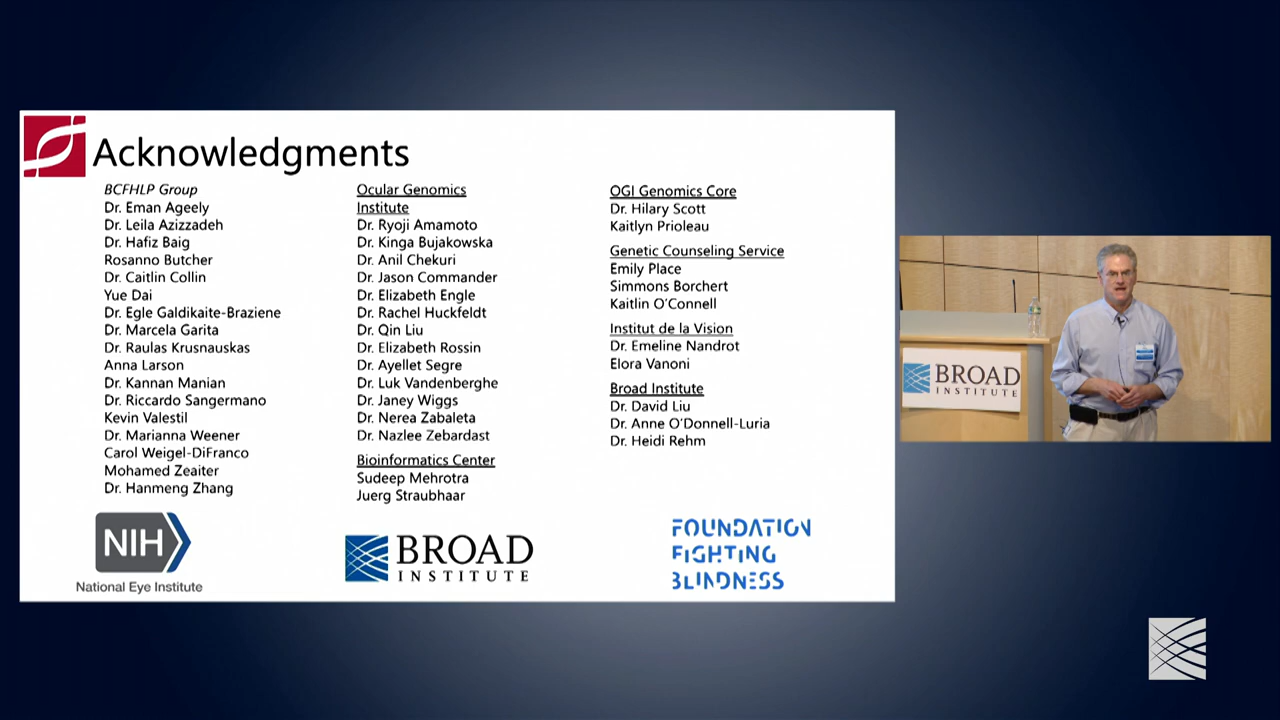 Acknowledgments
BCFHLP Group
Dr. Eman Ageely
Dr. Leila Azizzadeh
Dr. Hafiz Baig
Rosanno Butcher
Dr. Caitlin Collin
Yue Dai
Dr. Egle Galdikaite-Braziene
Dr. Marcela Garita
Dr. Raulas Krusnauskas
Anna Larson
Dr. Kannan Manian
Dr. Riccardo Sangermano
Kevin Valestil
Dr. Marianna Weener
Carol Weigel-DiFranco
Mohamed Zeaiter
Dr. Hanmeng Zhang
Ocular Genomics
Institute
Dr. Ryoji Amamoto
Dr. Kinga Bujakowska
Dr. Anil Chekuri
Dr. Jason Commander
Dr. Elizabeth Engle
Dr. Rachel Huckfeldt
Dr. Qin Liu
Dr. Elizabeth Rossin
Dr. Ayellet Segre
Dr. Luk Vandenberghe
Dr. Janey Wiggs
Dr. Nerea Zabaleta
Dr. Nazlee Zebardast
Bioinformatics Center
Sudeep Mehrotra
Juerg Straubhaar
OGI Genomics Core
Dr. Hilary Scott
Kaitlyn Prioleau
Genetic Counseling Service
Emily Place
Simmons Borchert
Kaitlin O'Connell
Institut de la Vision
Dr. Emeline Nandrot
Elora Vanoni
Broad Institute
Dr. David Liu
Dr. Anne O'Donnell-Luria
Dr. Heidi Rehm
NIH
National Eye Institute
BROAD
INSTITUTE
FOUNDATION
FIGHTING
BLINDNESS
BROAD
INSTITUTE